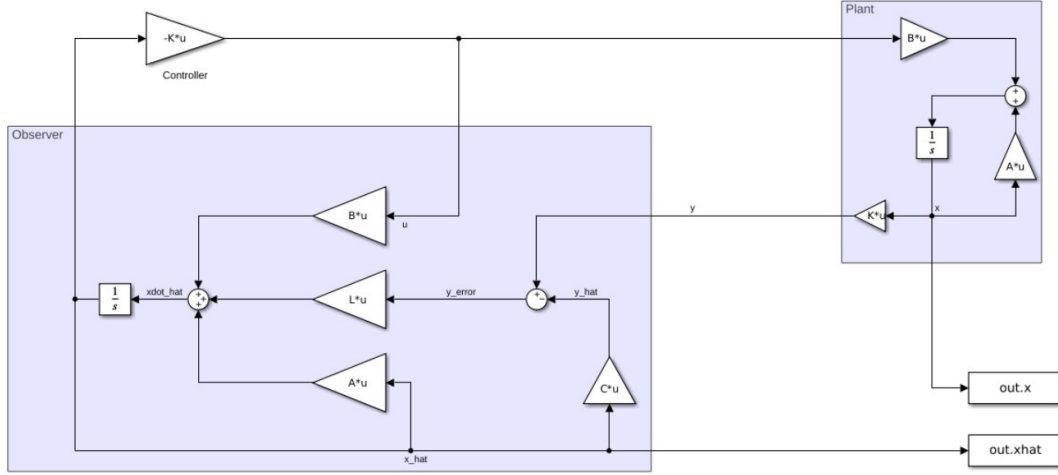 Plant
-K*u
B*u
Controller
+
+
1
s
A*u
Observer
B*u
u
y
K*u
x
xdot_hat
1
s
+
+
+
L*u
y_error
+
-
y_hat
A*u
C*u
out.x
x_hat
out.xhat